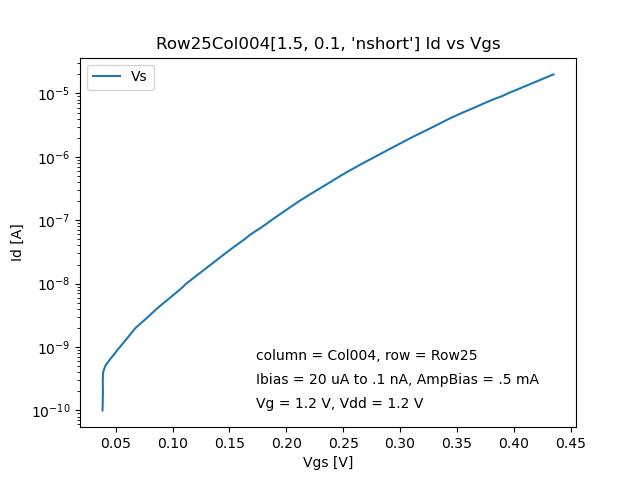 Row25Col004[1.5, 0.1, 'nshort'] Id vs Vgs
Vs
Id [A]
10⁻⁵
10⁻⁶
10⁻⁷
10⁻⁸
10⁻⁹
10⁻¹⁰
column = Col004, row = Row25
Ibias = 20 uA to .1 nA, AmpBias = .5 mA
Vg = 1.2 V, Vdd = 1.2 V
0.05 0.10 0.15 0.20 0.25 0.30 0.35 0.40 0.45
Vgs [V]